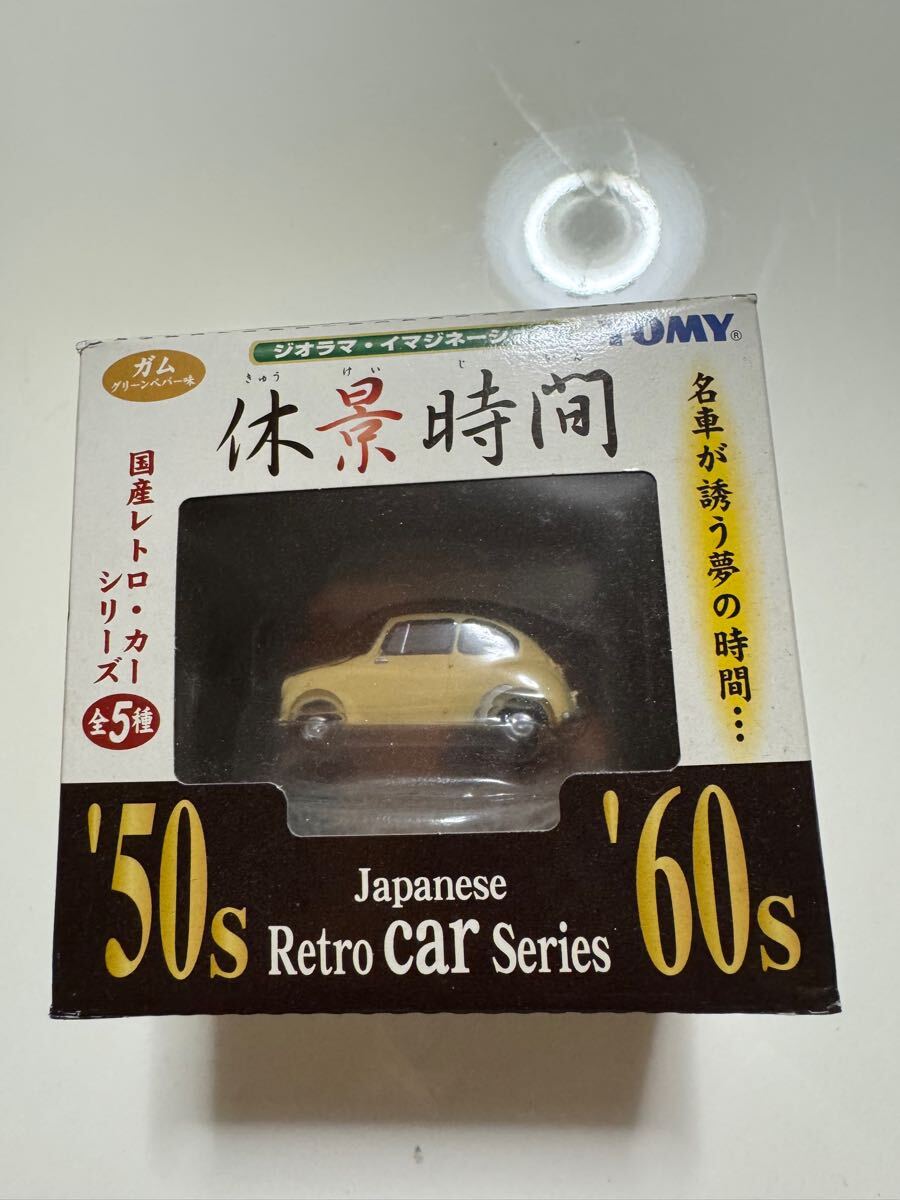 ガム
グリーンペパー味
ジオラマ・イマジネーシ
TOMY®
きゅう けい じ
休景時間
国産レトロ・カー
シリーズ
全5種
名車が誘う夢の時間…
'50s
Japanese
Retro car Series
'60s